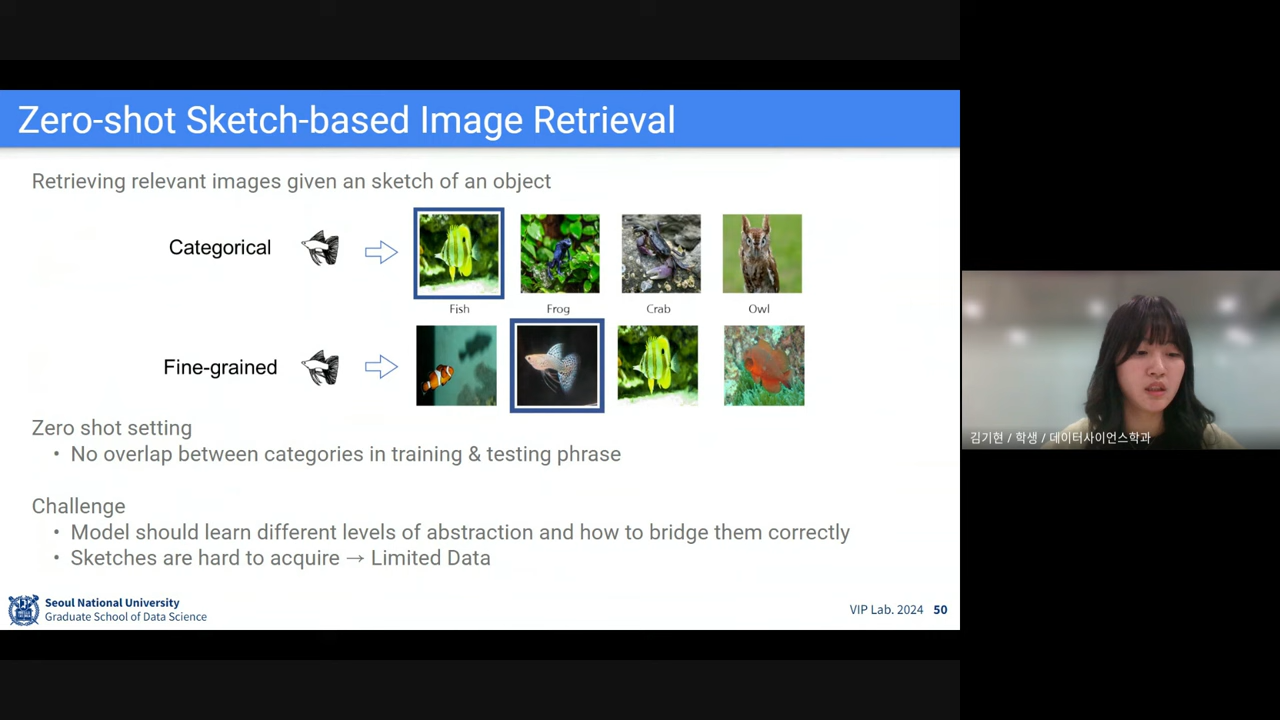 Zero-shot Sketch-based Image Retrieval
Retrieving relevant images given an sketch of an object
Categorical
Fish Frog Crab Owl
Fine-grained
Zero shot setting
• No overlap between categories in training & testing phrase
Challenge
• Model should learn different levels of abstraction and how to bridge them correctly
• Sketches are hard to acquire → Limited Data
Seoul National University
Graduate School of Data Science
VIP Lab. 2024 50
김기현 / 학생 / 데이터사이언스학과